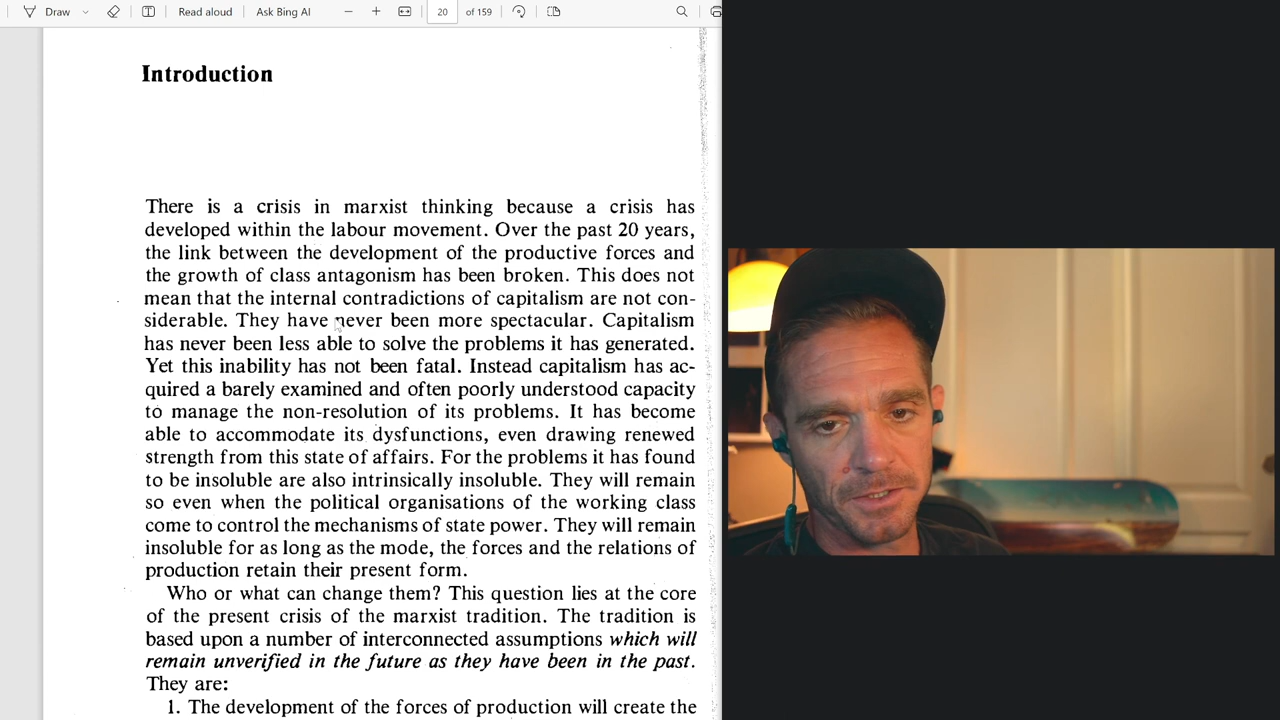 Draw
Read aloud
Ask Bing AI
20
of 159
Introduction
There is a crisis in marxist thinking because a crisis has
developed within the labour movement. Over the past 20 years,
the link between the development of the productive forces and
the growth of class antagonism has been broken. This does not
mean that the internal contradictions of capitalism are not con-
siderable. They have never been more spectacular. Capitalism
has never been less able to solve the problems it has generated.
Yet this inability has not been fatal. Instead capitalism has ac-
quired a barely examined and often poorly understood capacity
to manage the non-resolution of its problems. It has become
able to accommodate its dysfunctions, even drawing renewed
strength from this state of affairs. For the problems it has found
to be insoluble are also intrinsically insoluble. They will remain
so even when the political organisations of the working class
come to control the mechanisms of state power. They will remain
insoluble for as long as the mode, the forces and the relations of
production retain their present form.
Who or what can change them? This question lies at the core
of the present crisis of the marxist tradition. The tradition is
based upon a number of interconnected assumptions which will
remain unverified in the future as they have been in the past.
They are:
1. The development of the forces of production will create the